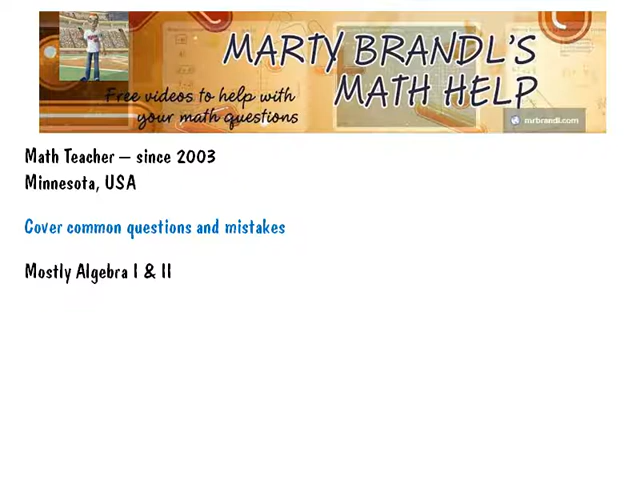 MARTY BRANDL'S
MATH HELP
Free videos to help with
your math questions
mrbrandl.com
Math Teacher – since 2003
Minnesota, USA
Cover common questions and mistakes
Mostly Algebra I & II